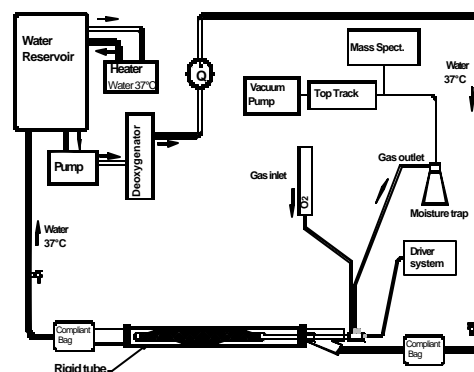 Water
Reservoir
Heater
Water 37°C
Pump
Deoxygenator
Q
Mass Spect.
Vacuum
Pump
Top Track
Water
37°C
Gas inlet
O2
Gas outlet
Moisture trap
Driver
system
Water
37°C
Compliant
Bag
Compliant
Bag
Rigid tube